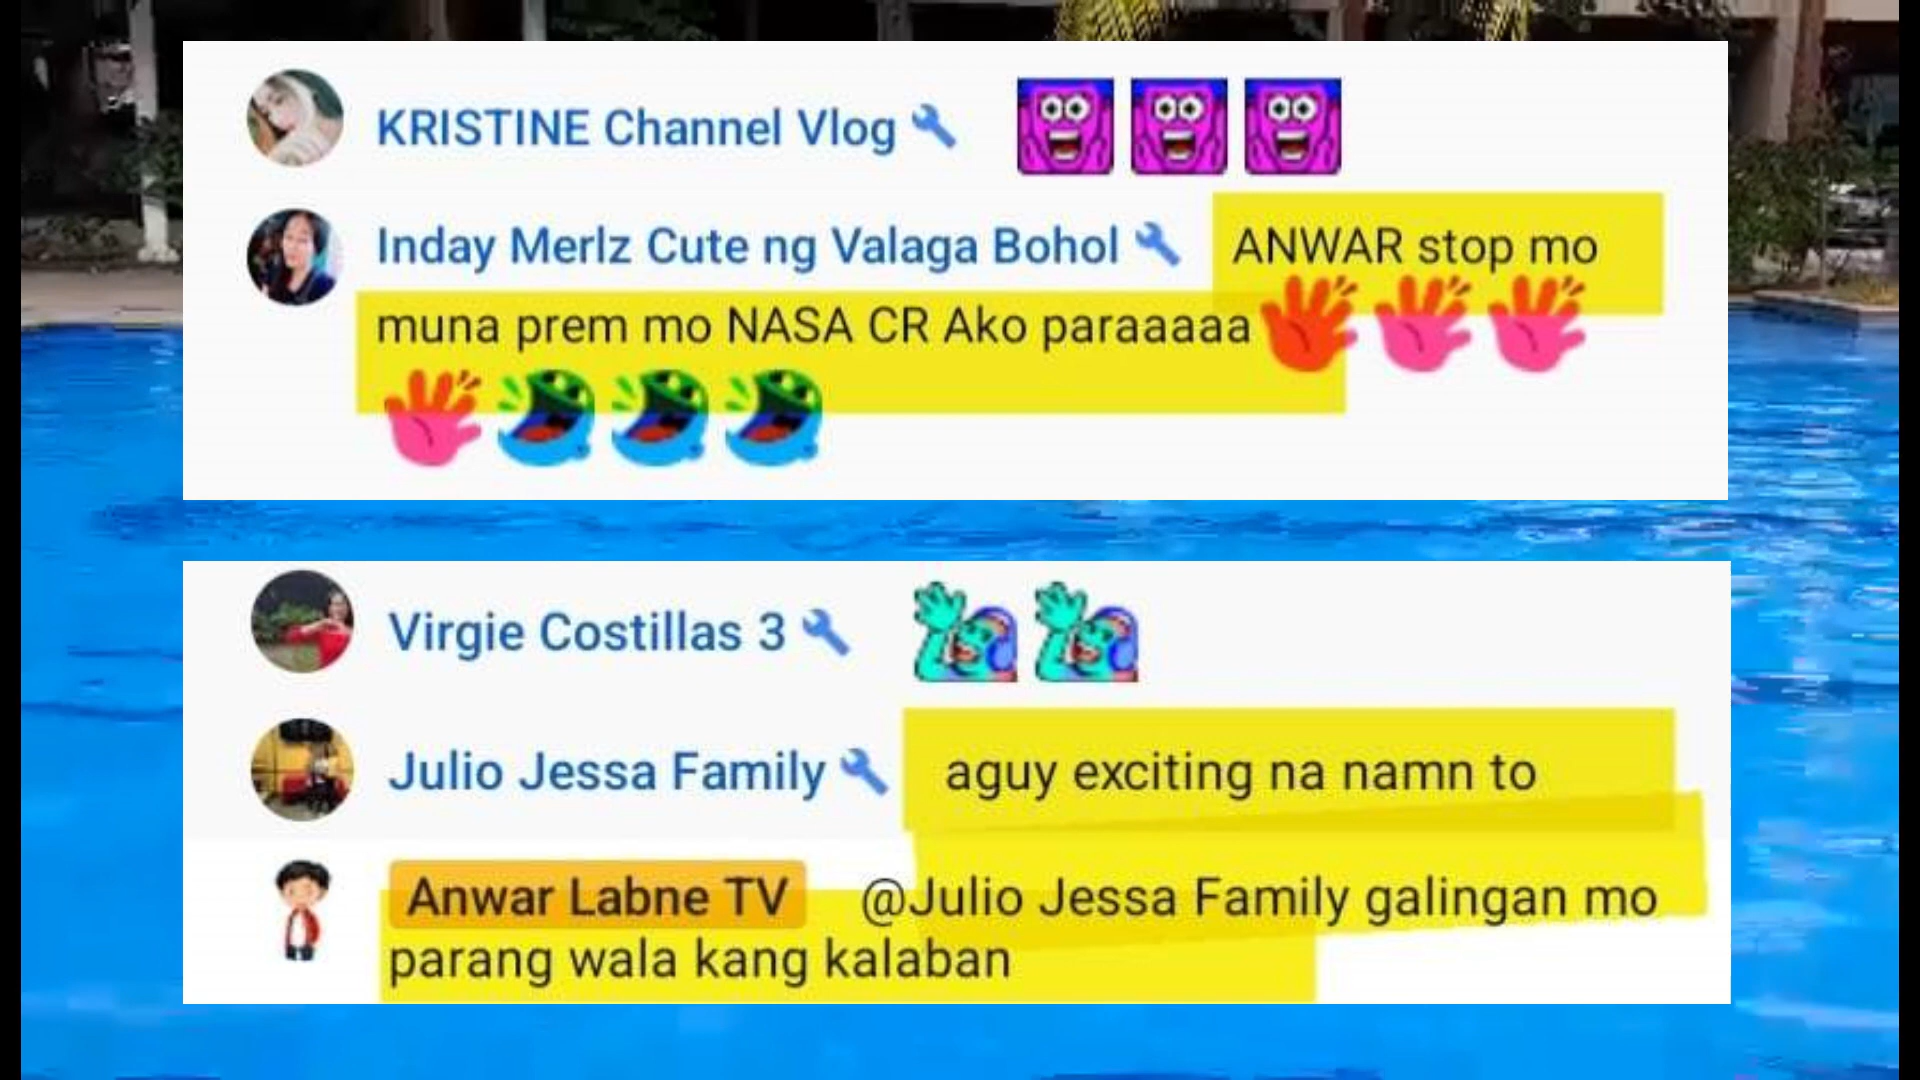 KRISTINE Channel Vlog
Inday Merlz Cute ng Valaga Bohol ANWAR stop mo
muna prem mo NASA CR Ako paraaaaa
Virgie Costillas 3
Julio Jessa Family aguy exciting na namn to
Anwar Labne TV @Julio Jessa Family galingan mo
parang wala kang kalaban